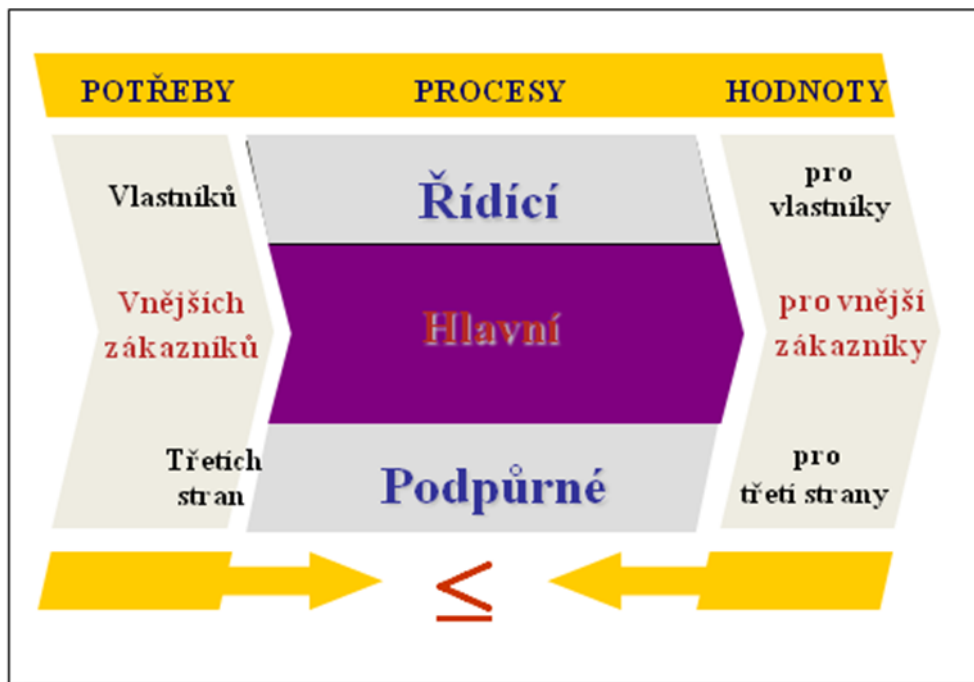 POTŘEBY PROCESY HODNOTY
Vlastníků
Řídící
pro
vlastníky
Vnějších
zákazníků
Hlavní
pro vnější
zákazníky
Třetích
stran
Podpůrné
pro
třetí strany
≤